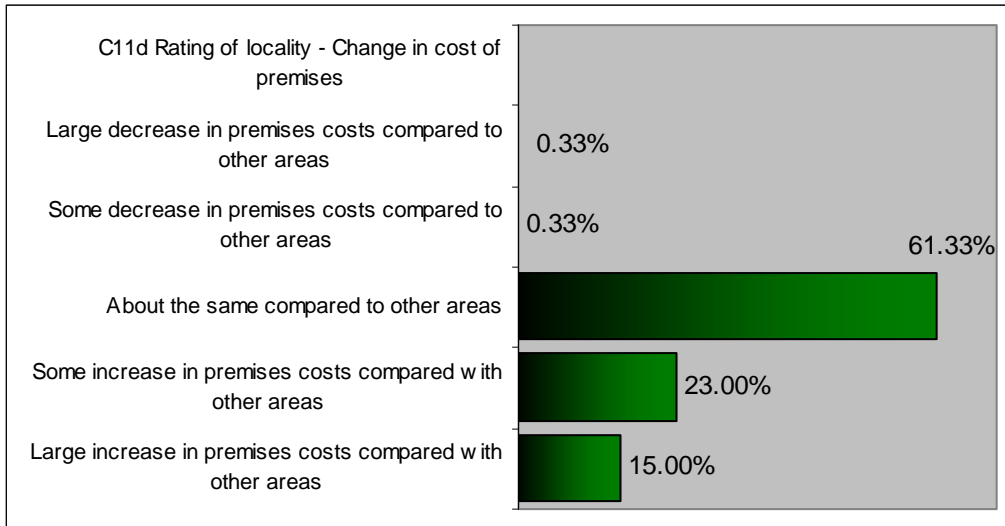 C11d Rating of locality - Change in cost of
premises
Large decrease in premises costs compared to
other areas
0.33%
Some decrease in premises costs compared to
other areas
0.33%
61.33%
About the same compared to other areas
Some increase in premises costs compared with
other areas
23.00%
Large increase in premises costs compared with
other areas
15.00%